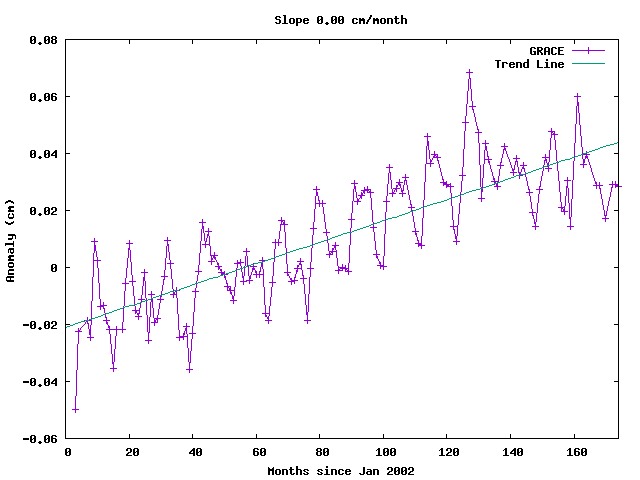 Slope 0.00 cm/month
0.08
GRACE
Trend Line
0.06
0.04
0.02
0
-0.02
-0.04
-0.06
Anomaly (cm)
0 20 40 60 80 100 120 140 160
Months since Jan 2002